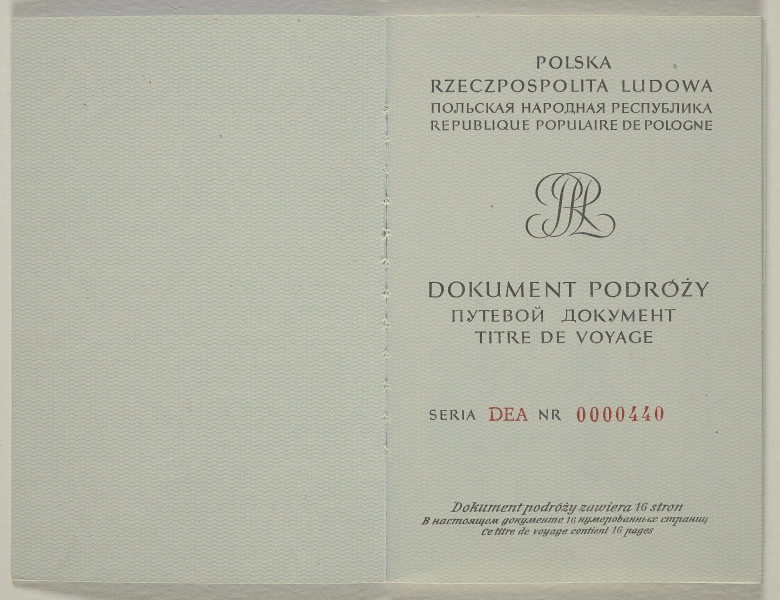 POLSKA
RZECZPOSPOLITA LUDOWA
ПОЛЬСКАЯ НАРОДНАЯ РЕСПУБЛИКА
REPUBLIQUE POPULAIRE DE POLOGNE
PRL
DOKUMENT PODRÓŻY
ПУТЕВОЙ ДОКУМЕНТ
TITRE DE VOYAGE
SERIA DEA NR 0000440
Dokument podróży zawiera 16 stron
В настоящем документе 16 нумерованных страниц
Ce titre de voyage contient 16 pages